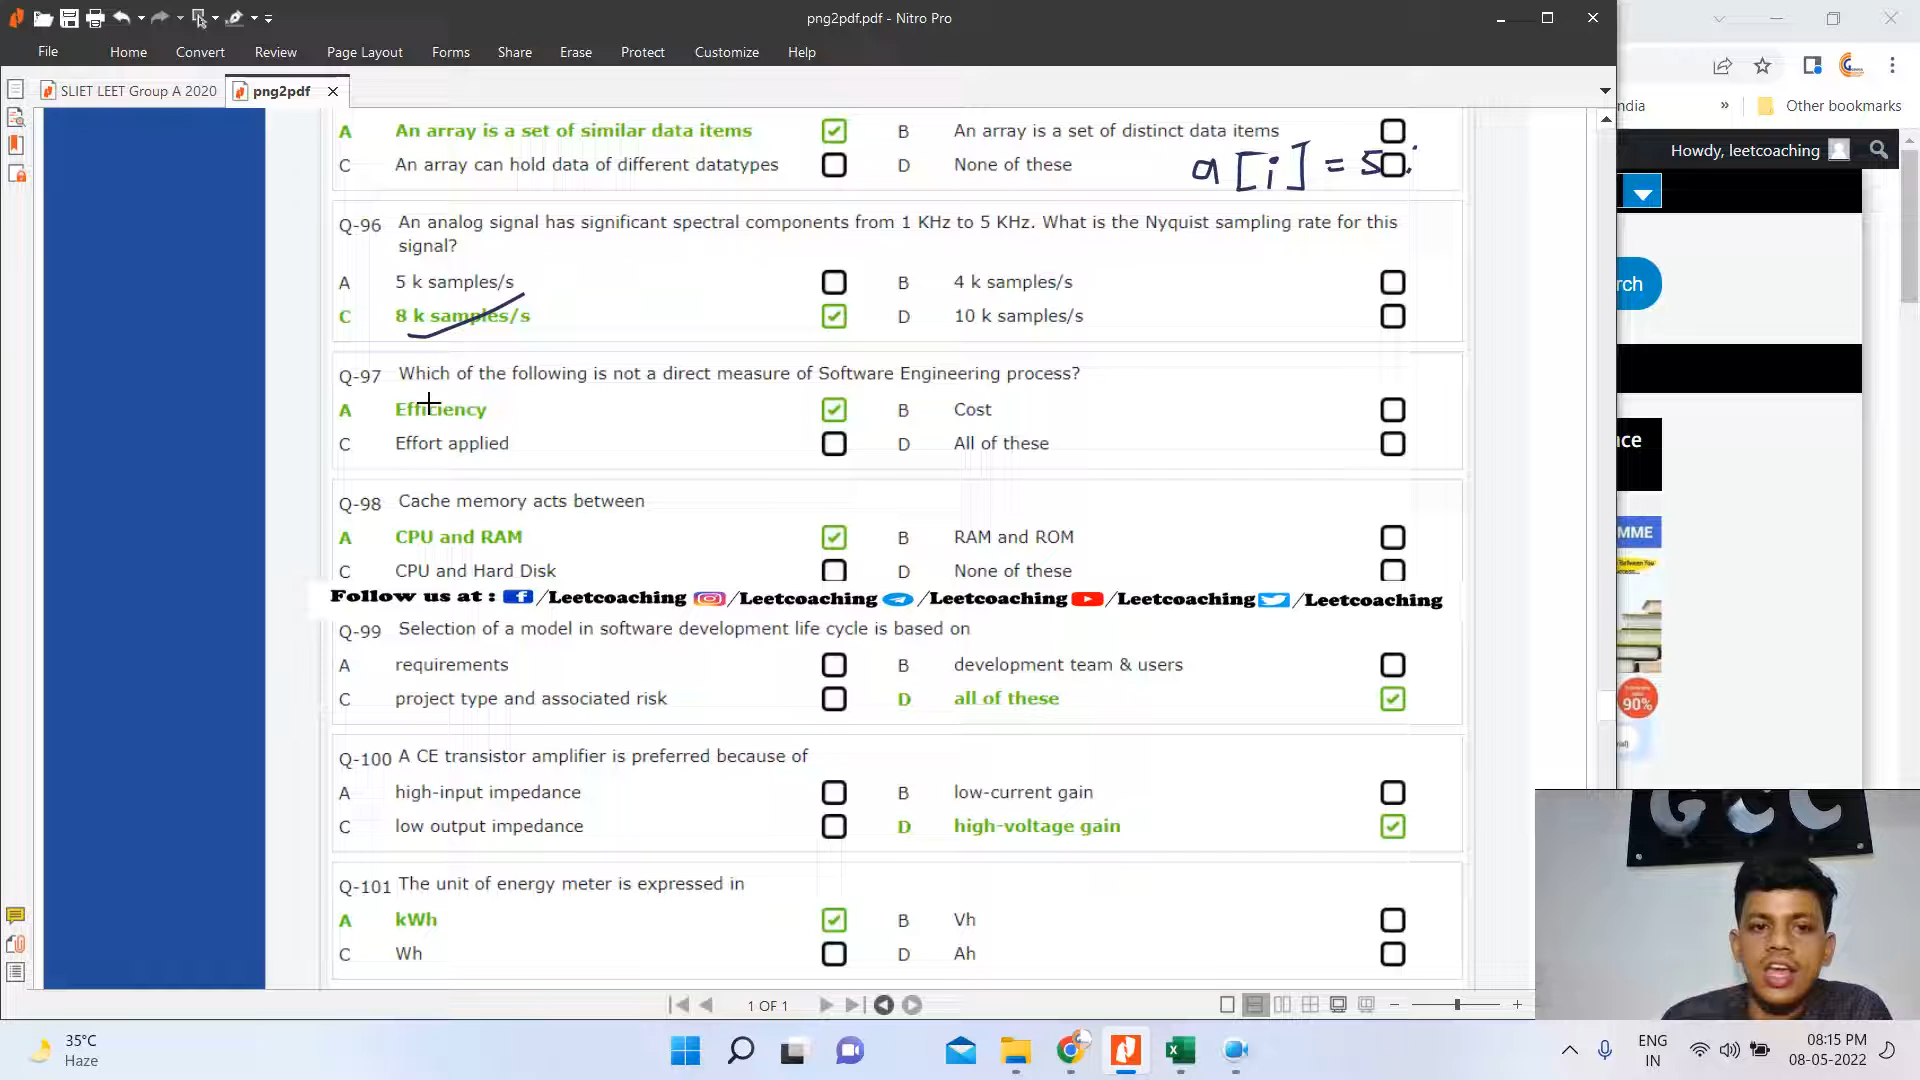 png2pdf.pdf - Nitro Pro
File Home Convert Review Page Layout Forms Share Erase Protect Customize Help
SLIET LEET Group A 2020 png2pdf
ndia » Other bookmarks
Howdy, leetcoaching
A An array is a set of similar data items B An array is a set of distinct data items
C An array can hold data of different datatypes D None of these
a[i] = 5;
Q-96 An analog signal has significant spectral components from 1 KHz to 5 KHz. What is the Nyquist sampling rate for this
signal?
A 5 k samples/s B 4 k samples/s
C 8 k samples/s D 10 k samples/s
rch
Q-97 Which of the following is not a direct measure of Software Engineering process?
A Efficiency B Cost
C Effort applied D All of these
nce
Q-98 Cache memory acts between
A CPU and RAM B RAM and ROM
C CPU and Hard Disk D None of these
MME
Follow us at : /Leetcoaching /Leetcoaching /Leetcoaching /Leetcoaching /Leetcoaching
Q-99 Selection of a model in software development life cycle is based on
A requirements B development team & users
C project type and associated risk D all of these
90%
Q-100 A CE transistor amplifier is preferred because of
A high-input impedance B low-current gain
C low output impedance D high-voltage gain
GCC
Q-101 The unit of energy meter is expressed in
A kWh B Vh
C Wh D Ah
1 OF 1
35°C
Haze
ENG
IN
08:15 PM
08-05-2022